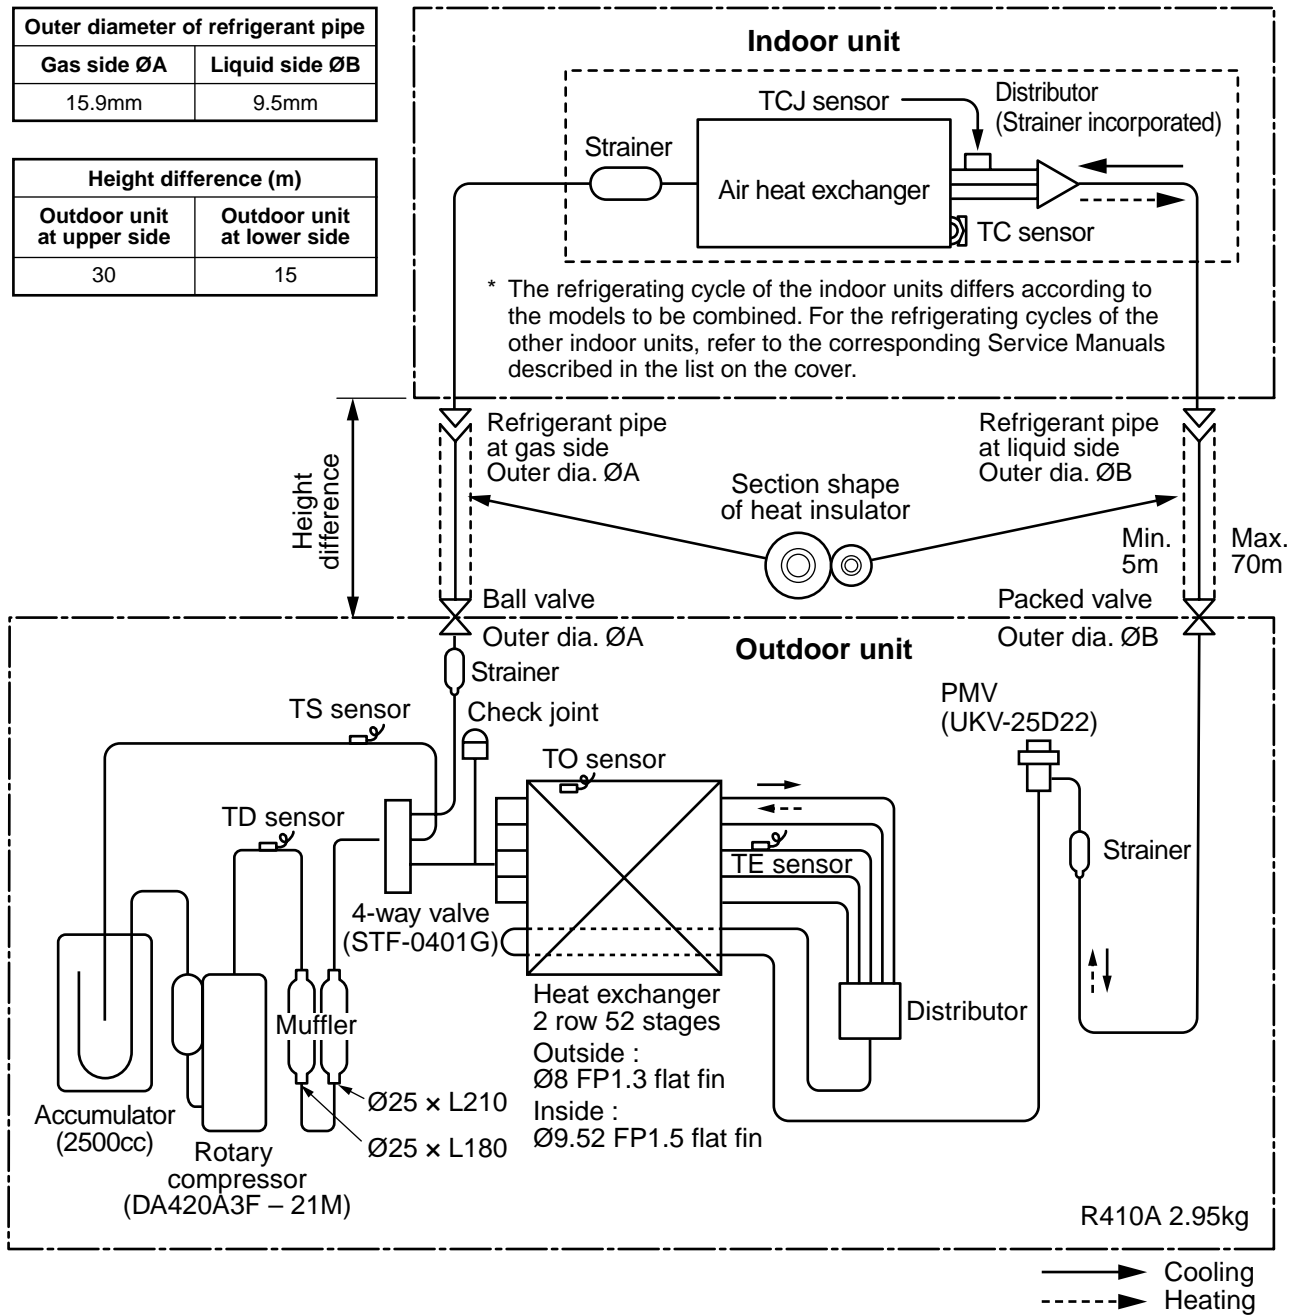 Outer diameter of refrigerant pipe
Gas side ØA
Liquid side ØB
15.9mm
9.5mm
Height difference (m)
Outdoor unit
at upper side
Outdoor unit
at lower side
30
15
Indoor unit
TCJ sensor
Distributor
(Strainer incorporated)
Strainer
Air heat exchanger
TC sensor
* The refrigerating cycle of the indoor units differs according to
the models to be combined. For the refrigerating cycles of the
other indoor units, refer to the corresponding Service Manuals
described in the list on the cover.
Height
difference
Refrigerant pipe
at gas side
Outer dia. ØA
Refrigerant pipe
at liquid side
Outer dia. ØB
Section shape
of heat insulator
Min.
5m
Max.
70m
Ball valve
Outer dia. ØA
Packed valve
Outer dia. ØB
Outdoor unit
Strainer
TS sensor
Check joint
PMV
(UKV-25D22)
TO sensor
TD sensor
TE sensor
Strainer
4-way valve
(STF-0401G)
Heat exchanger
2 row 52 stages
Outside :
Ø8 FP1.3 flat fin
Inside :
Ø9.52 FP1.5 flat fin
Distributor
Muffler
Ø25 × L210
Ø25 × L180
Accumulator
(2500cc)
Rotary
compressor
(DA420A3F – 21M)
R410A 2.95kg
Cooling
Heating